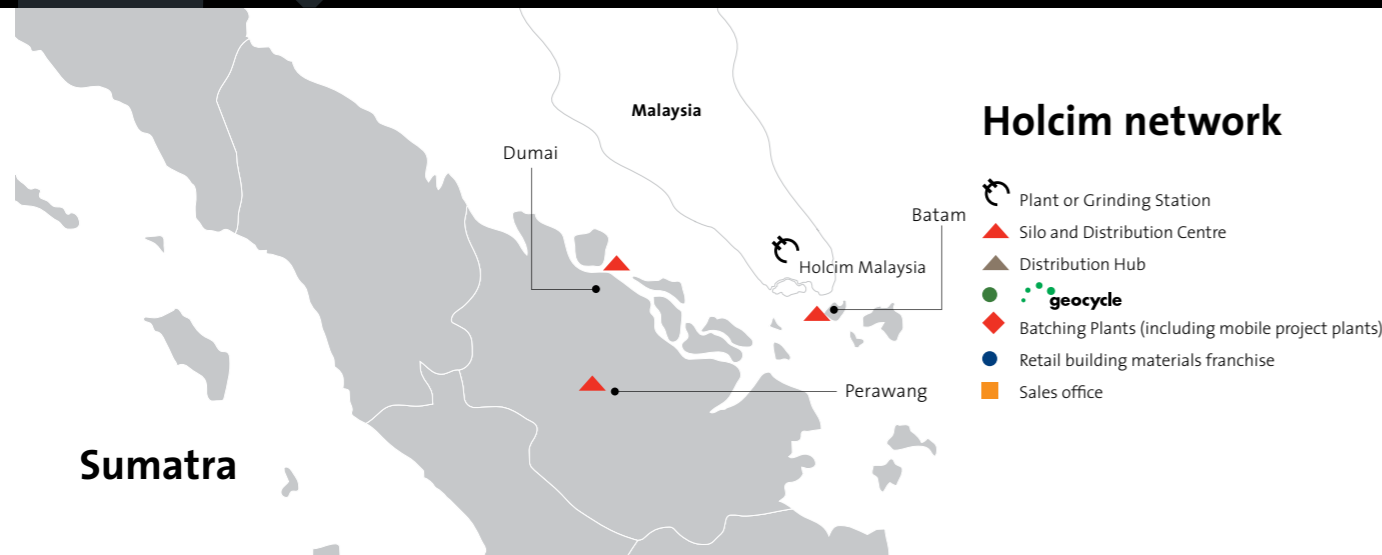 Malaysia
Dumai
Batam
Holcim Malaysia
Perawang
Sumatra
Holcim network
Plant or Grinding Station
Silo and Distribution Centre
Distribution Hub
geocycle
Batching Plants (including mobile project plants)
Retail building materials franchise
Sales office